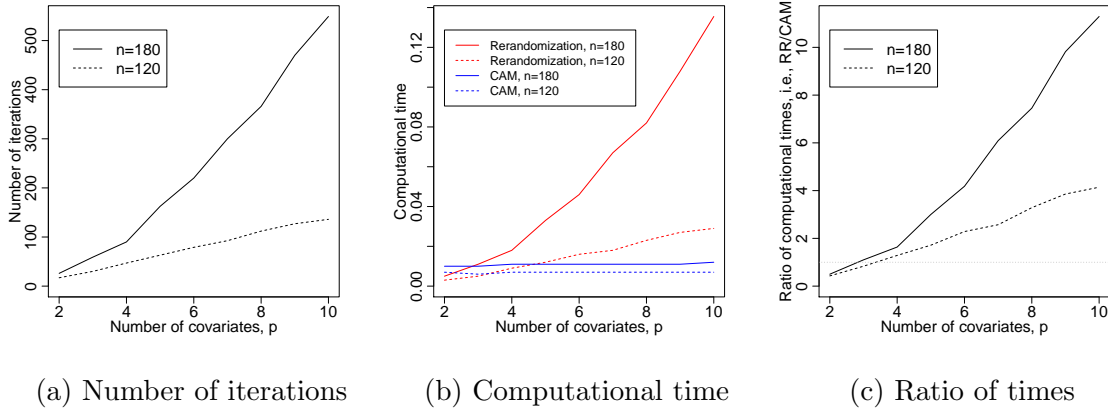 n=180
n=120
Number of iterations
0
100
200
300
400
500
2
4
6
8
10
Number of covariates, p
Rerandomization, n=180
Rerandomization, n=120
CAM, n=180
CAM, n=120
Computational time
0.00
0.04
0.08
0.12
2
4
6
8
10
Number of covariates, p
n=180
n=120
Ratio of computational times, i.e., RR/CAM
0
2
4
6
8
10
2
4
6
8
10
Number of covariates, p
(a) Number of iterations
(b) Computational time
(c) Ratio of times